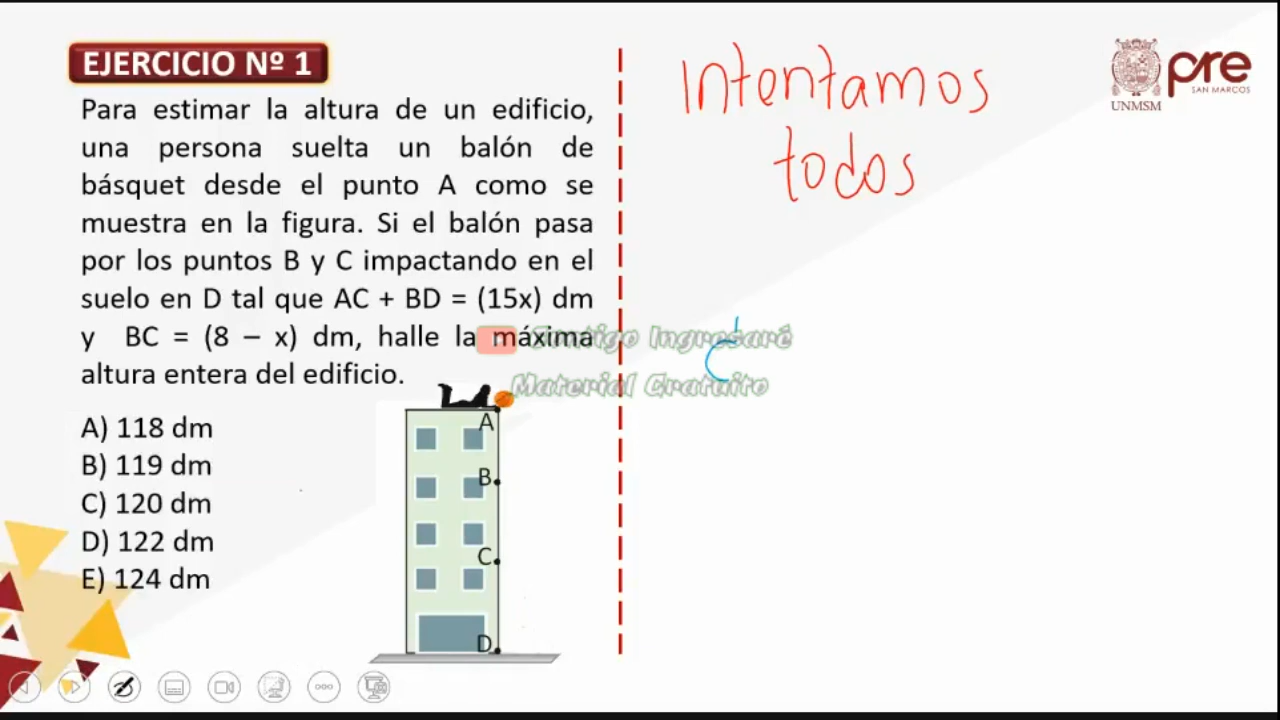 EJERCICIO Nº 1
Para estimar la altura de un edificio,
una persona suelta un balón de
básquet desde el punto A como se
muestra en la figura. Si el balón pasa
por los puntos B y C impactando en el
suelo en D tal que AC + BD = (15x) dm
y BC = (8 – x) dm, halle la máxima
altura entera del edificio.
A) 118 dm
B) 119 dm
C) 120 dm
D) 122 dm
E) 124 dm
A
B
C
D
Intentamos
todos
Contigo Ingresaré
Material Gratuito
UNMSM
pre
SAN MARCOS